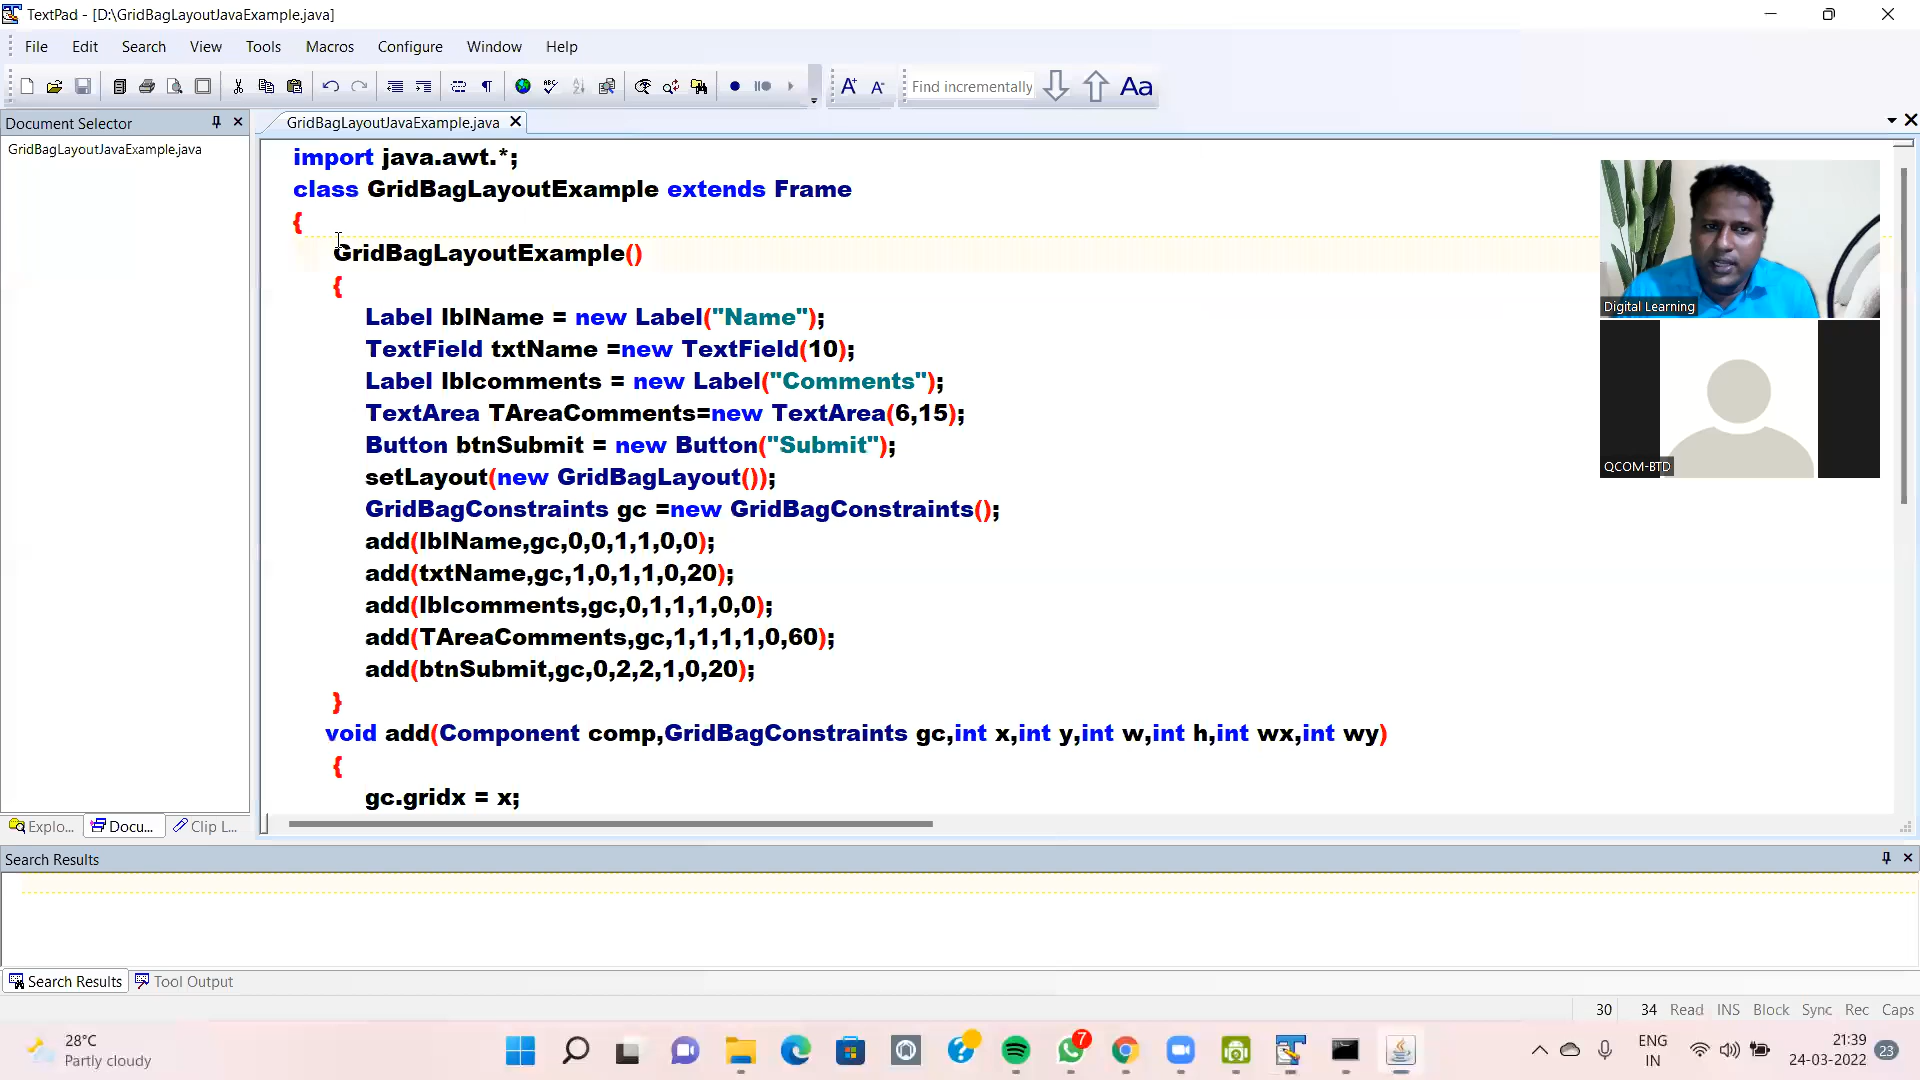 TextPad - [D:\GridBagLayoutJavaExample.java]
File Edit Search View Tools Macros Configure Window Help
Find incrementally Aa
Document Selector
GridBagLayoutJavaExample.java
GridBagLayoutJavaExample.java
import java.awt.*;
class GridBagLayoutExample extends Frame
{
GridBagLayoutExample()
{
Label lblName = new Label("Name");
TextField txtName =new TextField(10);
Label lblcomments = new Label("Comments");
TextArea TAreaComments=new TextArea(6,15);
Button btnSubmit = new Button("Submit");
setLayout(new GridBagLayout());
GridBagConstraints gc =new GridBagConstraints();
add(lblName,gc,0,0,1,1,0,0);
add(txtName,gc,1,0,1,1,0,20);
add(lblcomments,gc,0,1,1,1,0,0);
add(TAreaComments,gc,1,1,1,1,0,60);
add(btnSubmit,gc,0,2,2,1,0,20);
}
void add(Component comp,GridBagConstraints gc,int x,int y,int w,int h,int wx,int wy)
{
gc.gridx = x;
Digital Learning
QCOM-BTD
Explo... Docu... Clip L...
Search Results
Search Results Tool Output
30 34 Read INS Block Sync Rec Caps
28°C
Partly cloudy
7
ENG
IN
21:39
24-03-2022
23